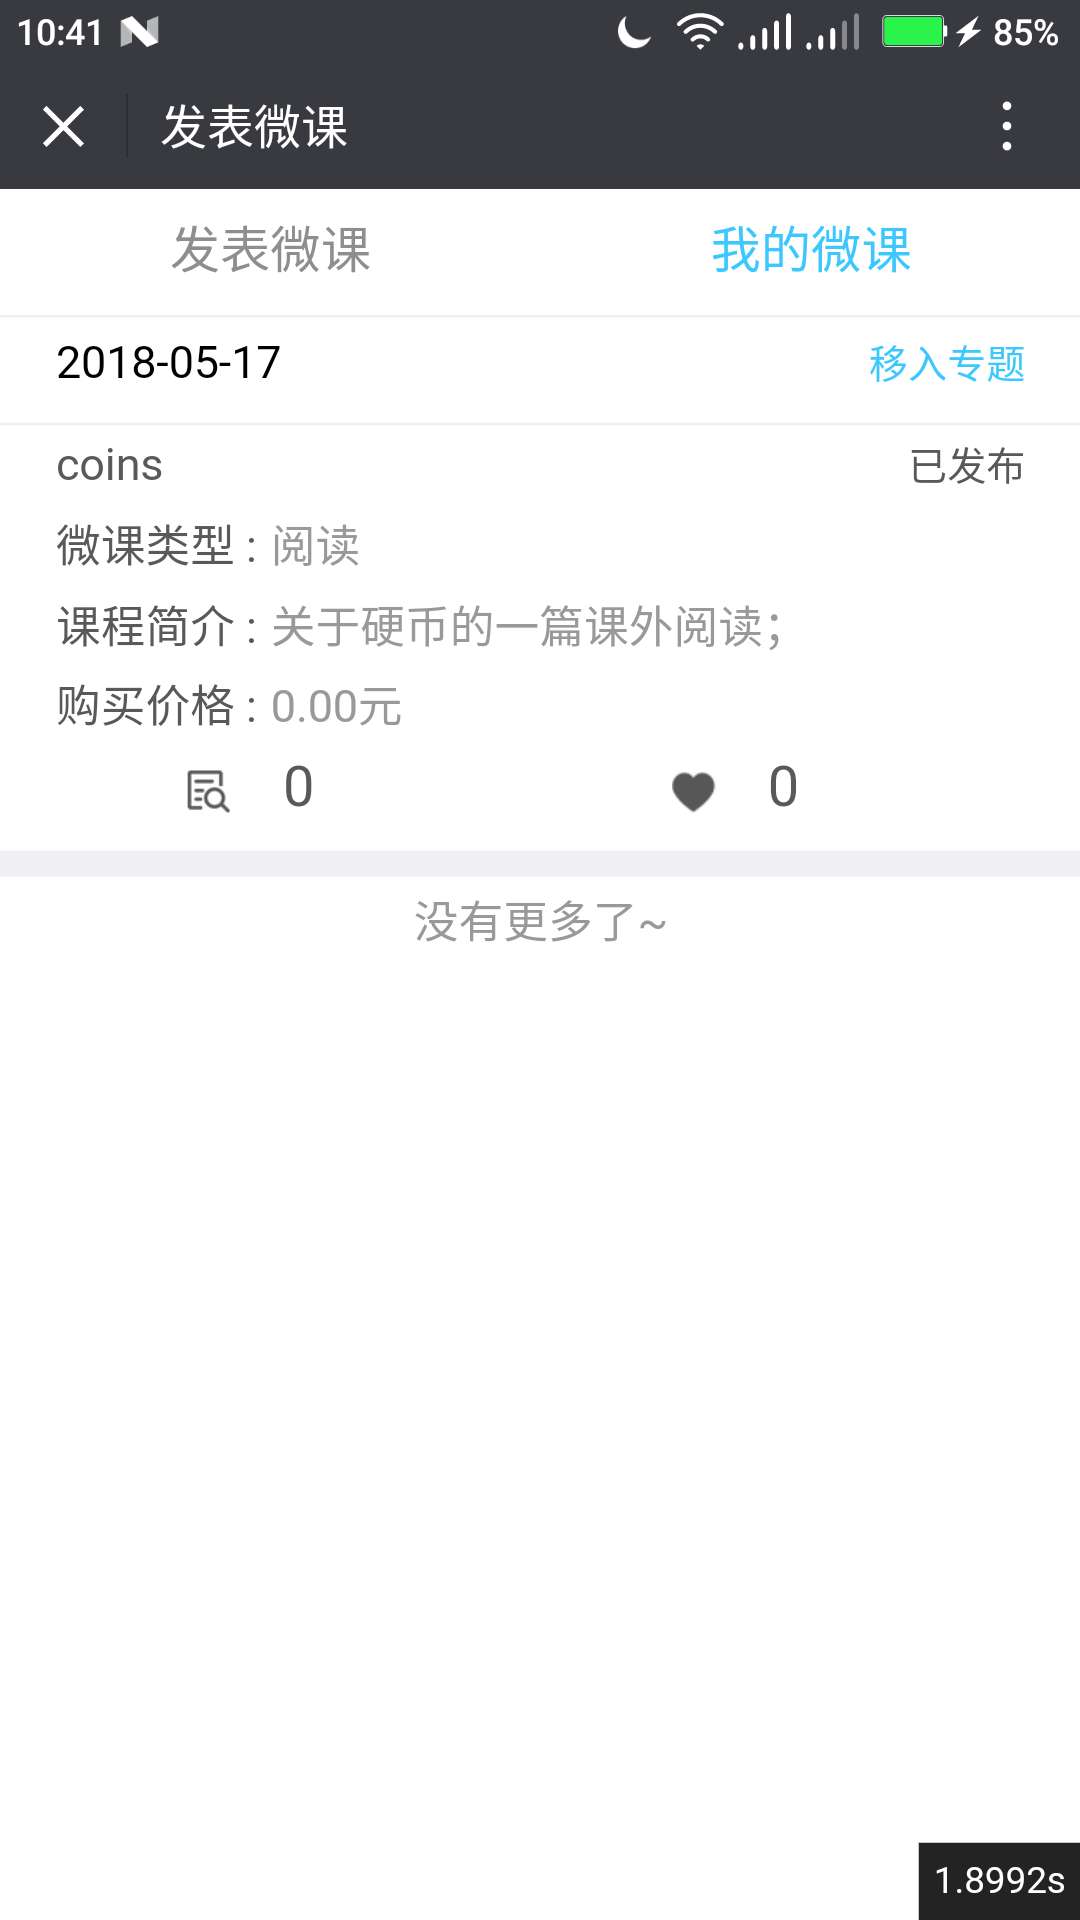 10:41 85%
发表微课
发表微课 我的微课
2018-05-17 移入专题
coins 已发布
微课类型 : 阅读
课程简介 : 关于硬币的一篇课外阅读；
购买价格 : 0.00元
0 0
没有更多了~
1.8992s